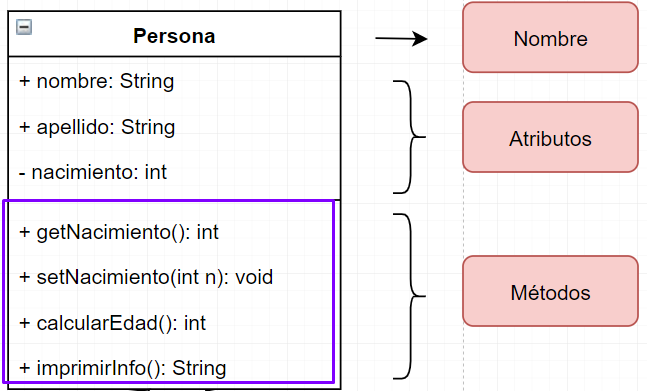 Persona
+ nombre: String
+ apellido: String
- nacimiento: int
+ getNacimiento(): int
+ setNacimiento(int n): void
+ calcularEdad(): int
+ imprimirInfo(): String
Nombre
Atributos
Métodos